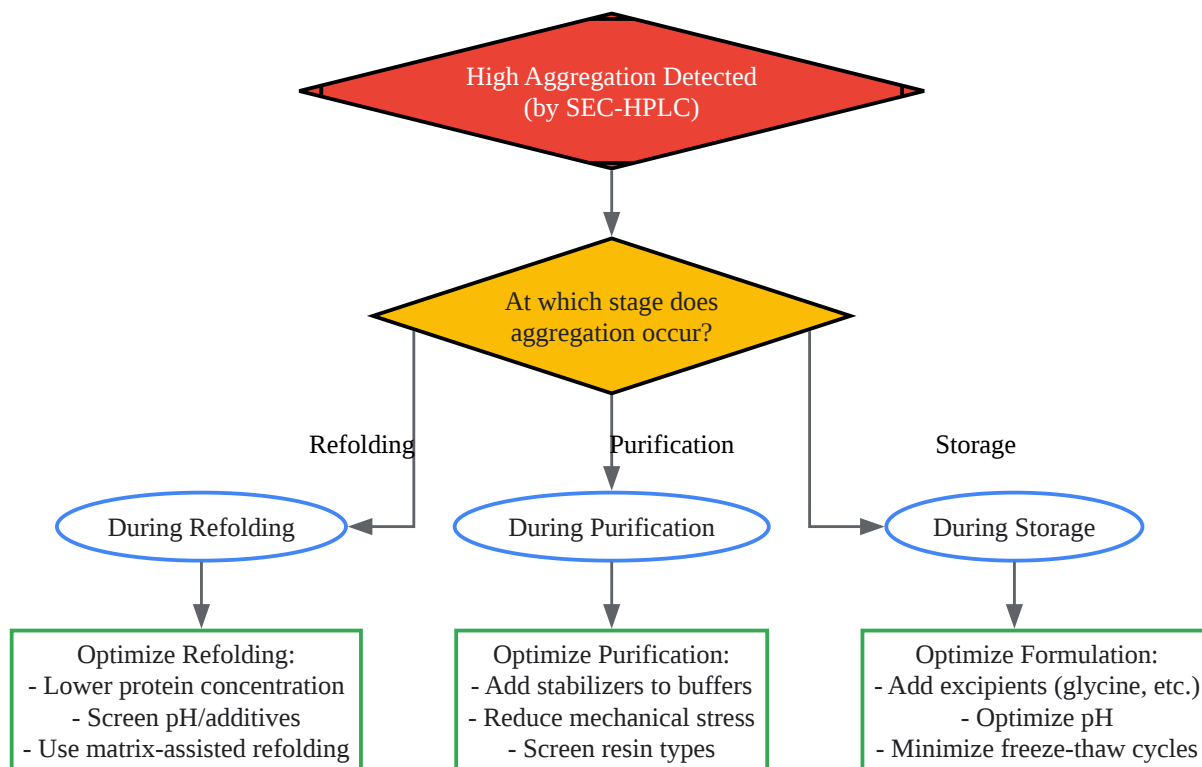 High Aggregation Detected
(by SEC-HPLC)
At which stage does
aggregation occur?
Refolding
Purification
Storage
During Refolding
During Purification
During Storage
Optimize Refolding:
- Lower protein concentration
- Screen pH/additives
- Use matrix-assisted refolding
Optimize Purification:
- Add stabilizers to buffers
- Reduce mechanical stress
- Screen resin types
Optimize Formulation:
- Add excipients (glycine, etc.)
- Optimize pH
- Minimize freeze-thaw cycles